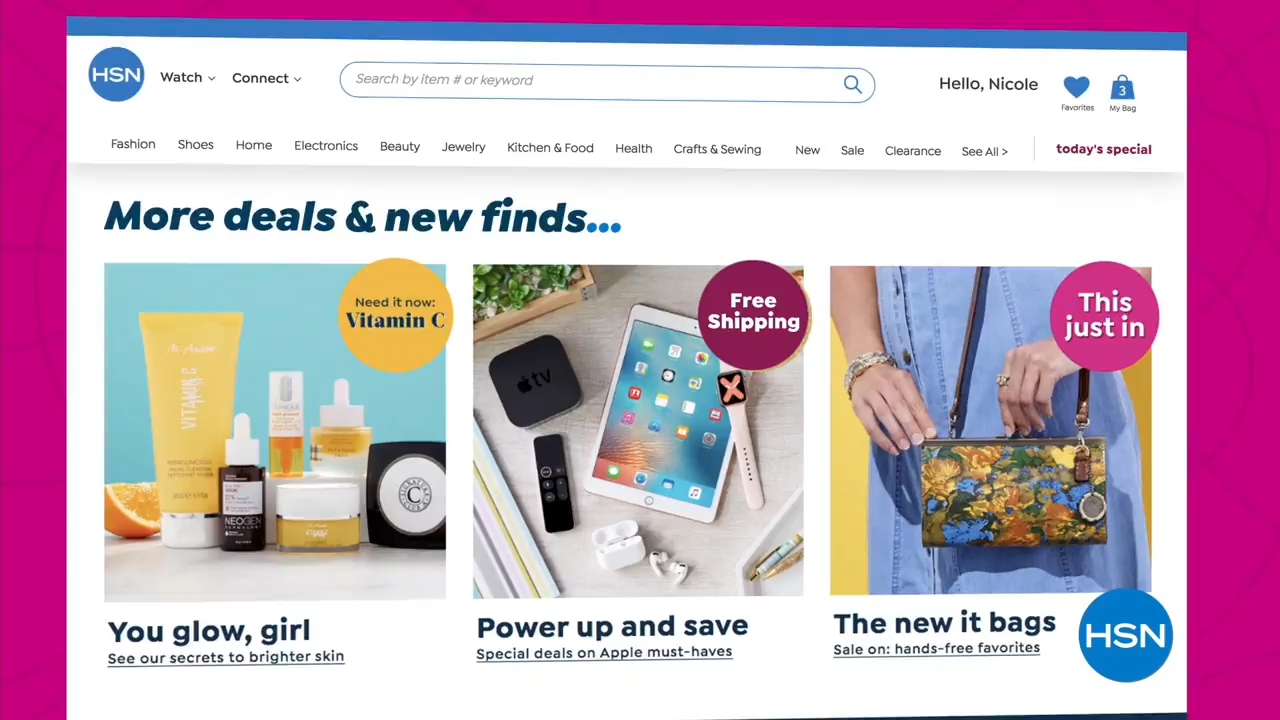 HSN
Watch
Connect
Search by item # or keyword
Hello, Nicole
3
Favorites
My Bag
Fashion
Shoes
Home
Electronics
Beauty
Jewelry
Kitchen & Food
Health
Crafts & Sewing
New
Sale
Clearance
See All >
today's special
More deals & new finds...
Need it now:
Vitamin C
VITAMIN C
NEOGEN
C
Free
Shipping
tv
This
just in
You glow, girl
See our secrets to brighter skin
Power up and save
Special deals on Apple must-haves
The new it bags
Sale on: hands-free favorites
HSN